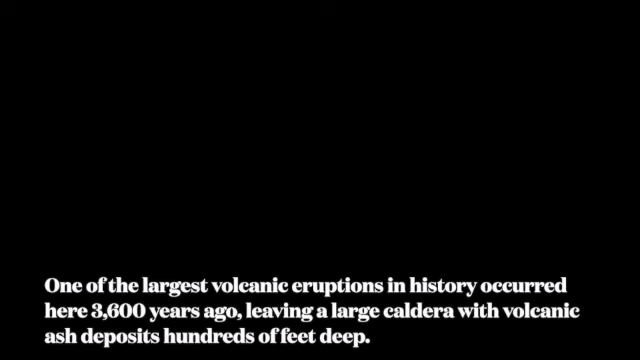 One of the largest volcanic eruptions in history occurred
here 3,600 years ago, leaving a large caldera with volcanic
ash deposits hundreds of feet deep.